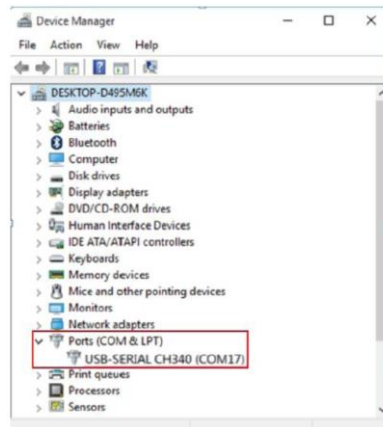 Device Manager
File Action View Help
DESKTOP-D495M6K
Audio inputs and outputs
Batteries
Bluetooth
Computer
Disk drives
Display adapters
DVD/CD-ROM drives
Human Interface Devices
IDE ATA/ATAPI controllers
Keyboards
Memory devices
Mice and other pointing devices
Monitors
Network adapters
Ports (COM & LPT)
USB-SERIAL CH340 (COM17)
Print queues
Processors
Sensors